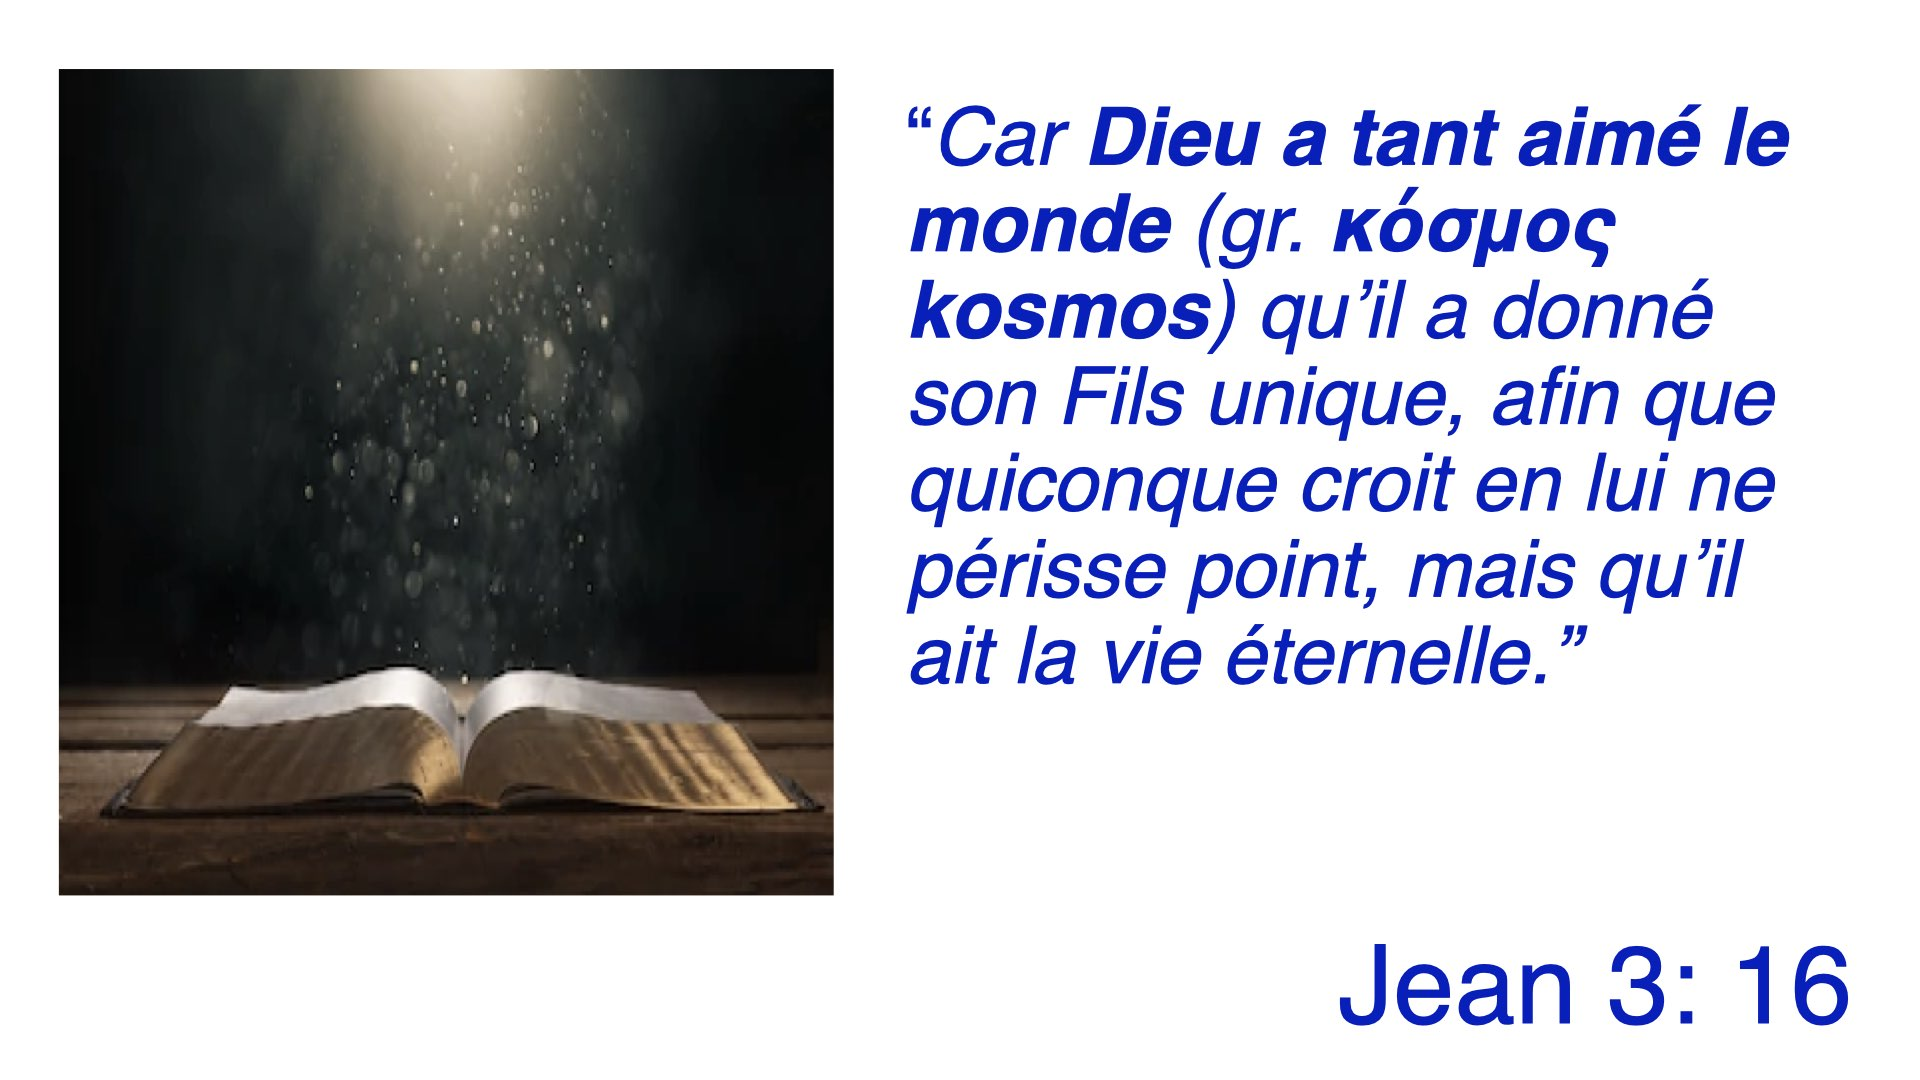 “Car Dieu a tant aimé le
monde (gr. κόσμος
kosmos) qu’il a donné
son Fils unique, afin que
quiconque croit en lui ne
périsse point, mais qu’il
ait la vie éternelle.”
Jean 3: 16